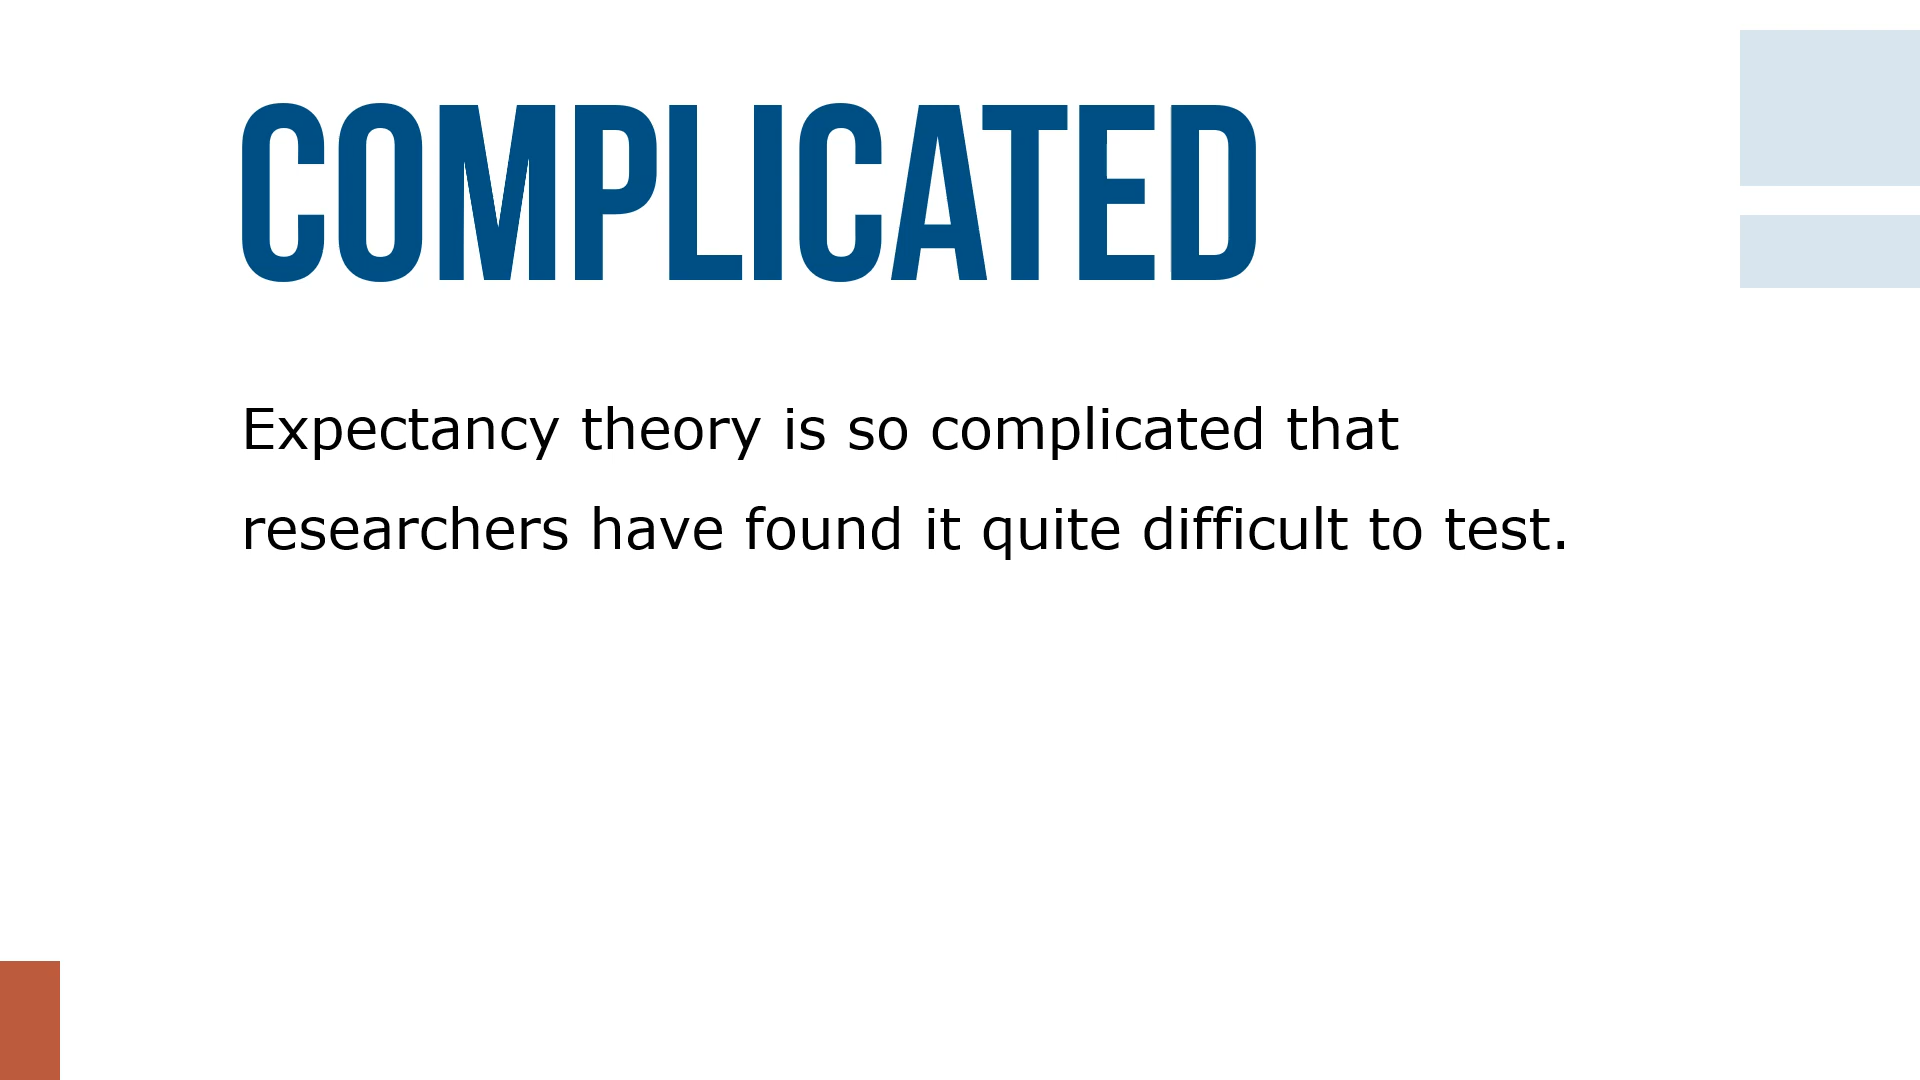 COMPLICATED
Expectancy theory is so complicated that
researchers have found it quite difficult to test.